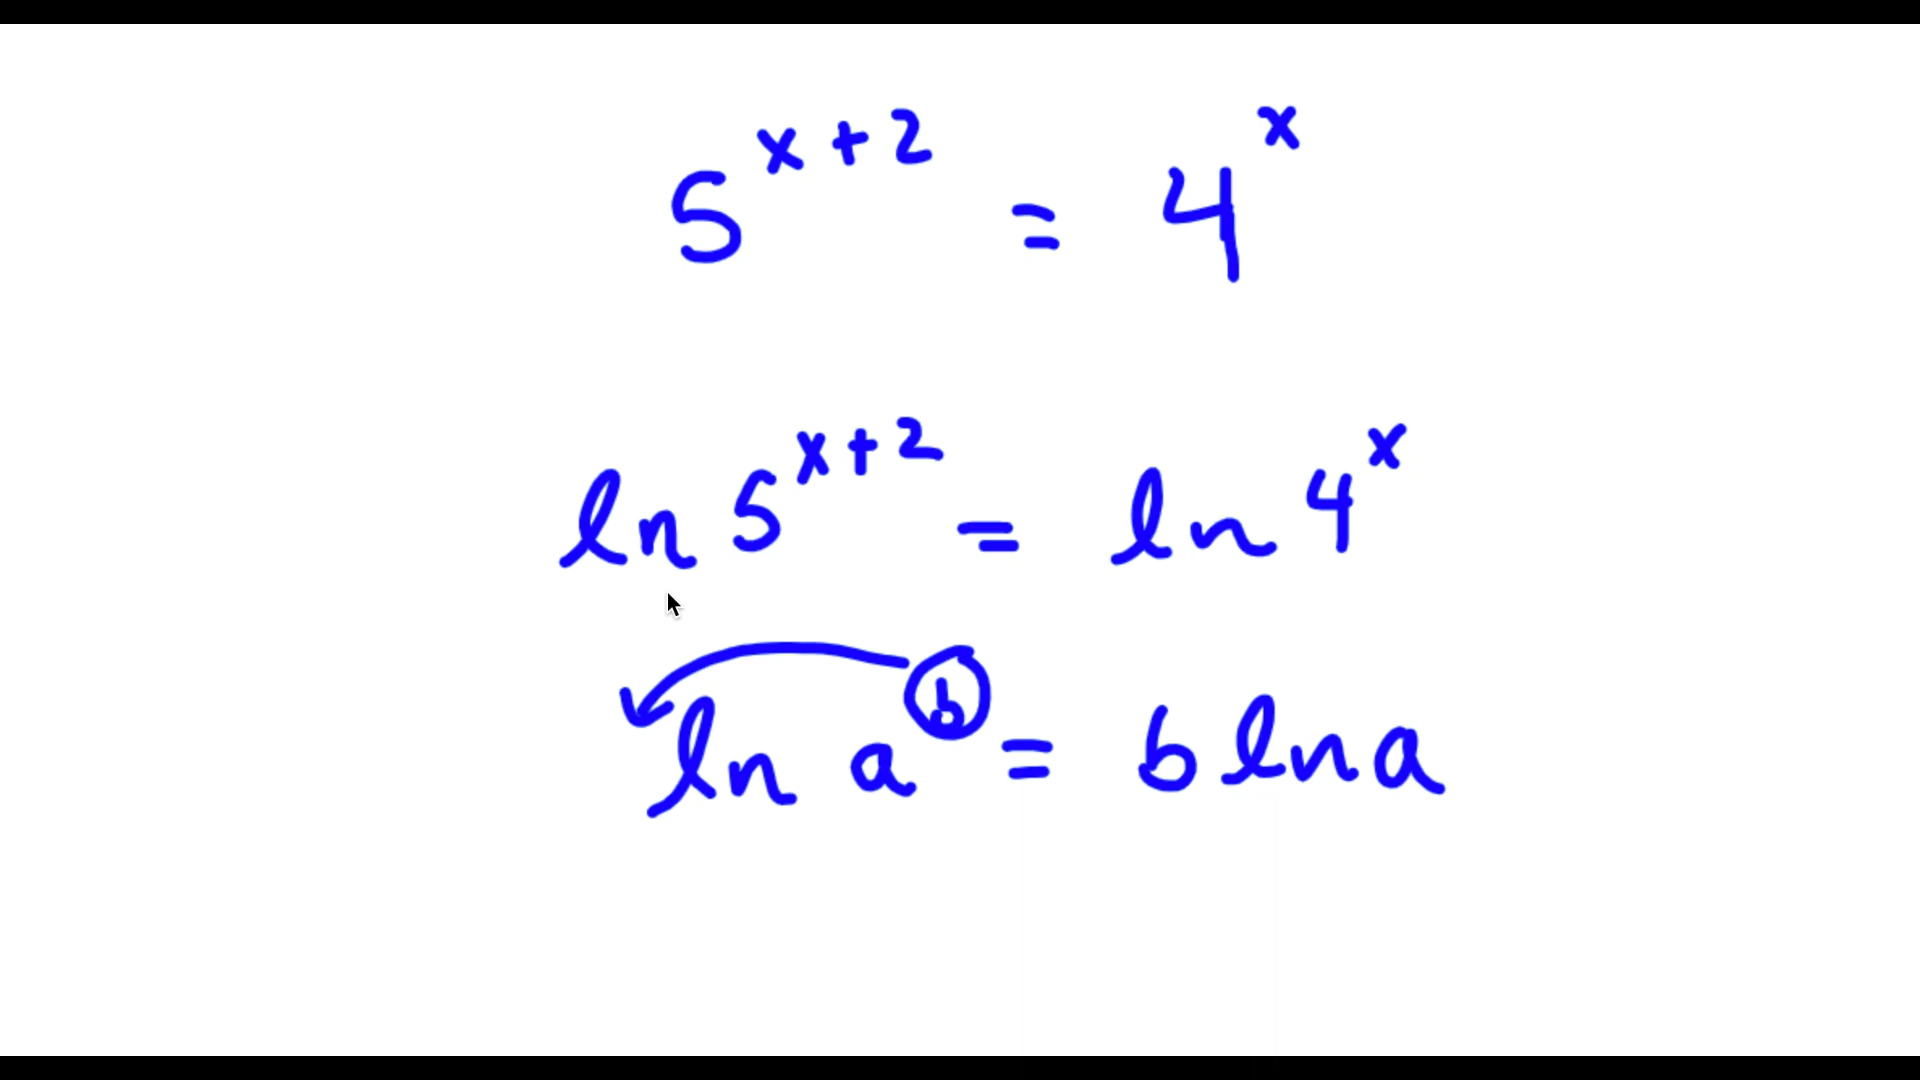 5^{x+2} = 4^x
ln 5^{x+2} = ln 4^x
ln a^b = b ln a